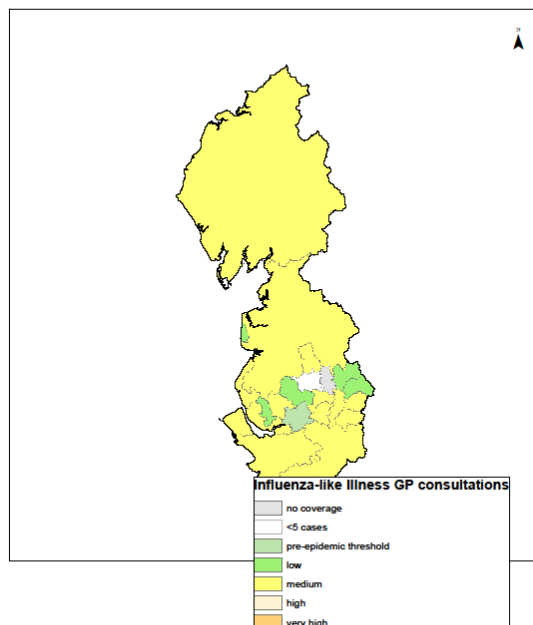 N
Influenza-like Illness GP consultations
no coverage
<5 cases
pre-epidemic threshold
low
medium
high
very high